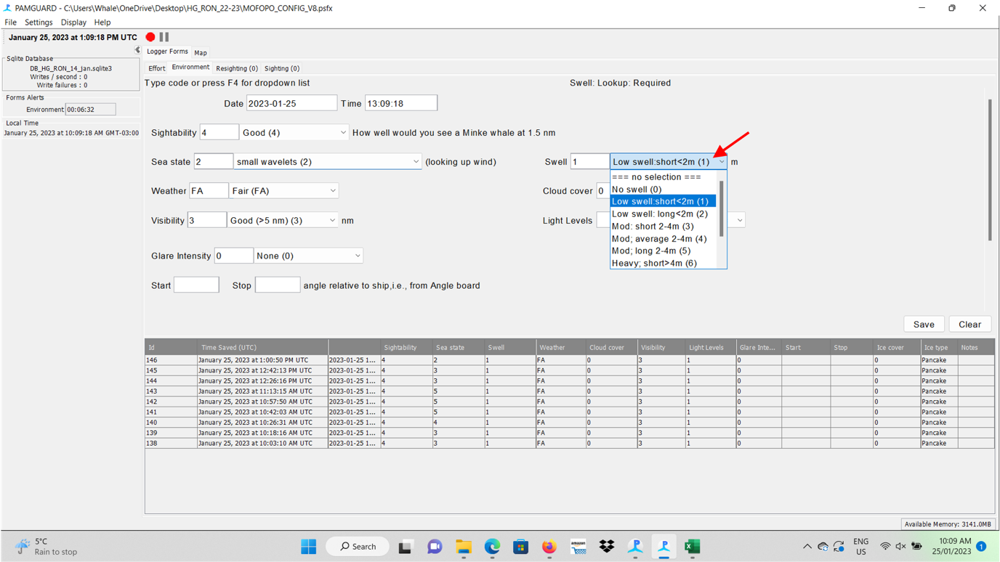 PAMGUARD - C:\Users\Whale\OneDrive\Desktop\HG_RON_22-23\MOFOPO_CONFIG_V8.psfx
File Settings Display Help
January 25, 2023 at 1:09:18 PM UTC
Logger Forms Map
Sqlite Database
DB_HG_RON_14_jan.sqlite3
Writes / second : 0
Write failures : 0
Forms Alerts
Environment 00:06:32
Local Time
January 25, 2023 at 10:09:18 AM GMT-03:00
Effort Environment Resighting (0) Sighting (0)
Type code or press F4 for dropdown list Swell: Lookup: Required
Date 2023-01-25 Time 13:09:18
Sightability 4 Good (4) How well would you see a Minke whale at 1.5 nm
Sea state 2 small wavelets (2) (looking up wind) Swell 1 Low swell:short<2m (1) m
=== no selection ===
No swell (0)
Low swell:short<2m (1)
Low swell: long<2m (2)
Mod: short 2-4m (3)
Mod; average 2-4m (4)
Mod; long 2-4m (5)
Heavy; short>4m (6)
Weather FA Fair (FA) Cloud cover 0
Visibility 3 Good (>5 nm) (3) nm Light Levels
Glare Intensity 0 None (0)
Start Stop angle relative to ship,i.e., from Angle board
Save Clear
Id Time Saved (UTC) Sightability Sea state Swell Weather Cloud cover Visibility Light Levels Glare Inte... Start Stop Ice cover Ice type Notes
146 January 25, 2023 at 1:00:50 PM UTC 2023-01-25 1... 4 2 1 FA 0 3 1 0 0 Pancake
145 January 25, 2023 at 12:42:13 PM UTC 2023-01-25 1... 4 3 1 FA 0 3 1 0 0 Pancake
144 January 25, 2023 at 12:26:16 PM UTC 2023-01-25 1... 4 3 1 FA 0 3 1 0 0 Pancake
143 January 25, 2023 at 11:13:15 AM UTC 2023-01-25 1... 4 5 1 FA 0 3 1 0 0 Pancake
142 January 25, 2023 at 10:57:50 AM UTC 2023-01-25 1... 4 5 1 FA 0 3 1 0 0 Pancake
141 January 25, 2023 at 10:42:03 AM UTC 2023-01-25 1... 4 5 1 FA 0 3 1 0 0 Pancake
140 January 25, 2023 at 10:26:31 AM UTC 2023-01-25 1... 4 4 1 FA 0 3 1 0 0 Pancake
139 January 25, 2023 at 10:18:16 AM UTC 2023-01-25 1... 4 3 1 FA 0 3 1 0 0 Pancake
138 January 25, 2023 at 10:03:10 AM UTC 2023-01-25 1... 4 3 1 FA 0 3 1 0 0 Pancake
Available Memory: 3141.0MB
5°C
Rain to stop
Search
amazon
ENG
US
10:09 AM
25/01/2023
1